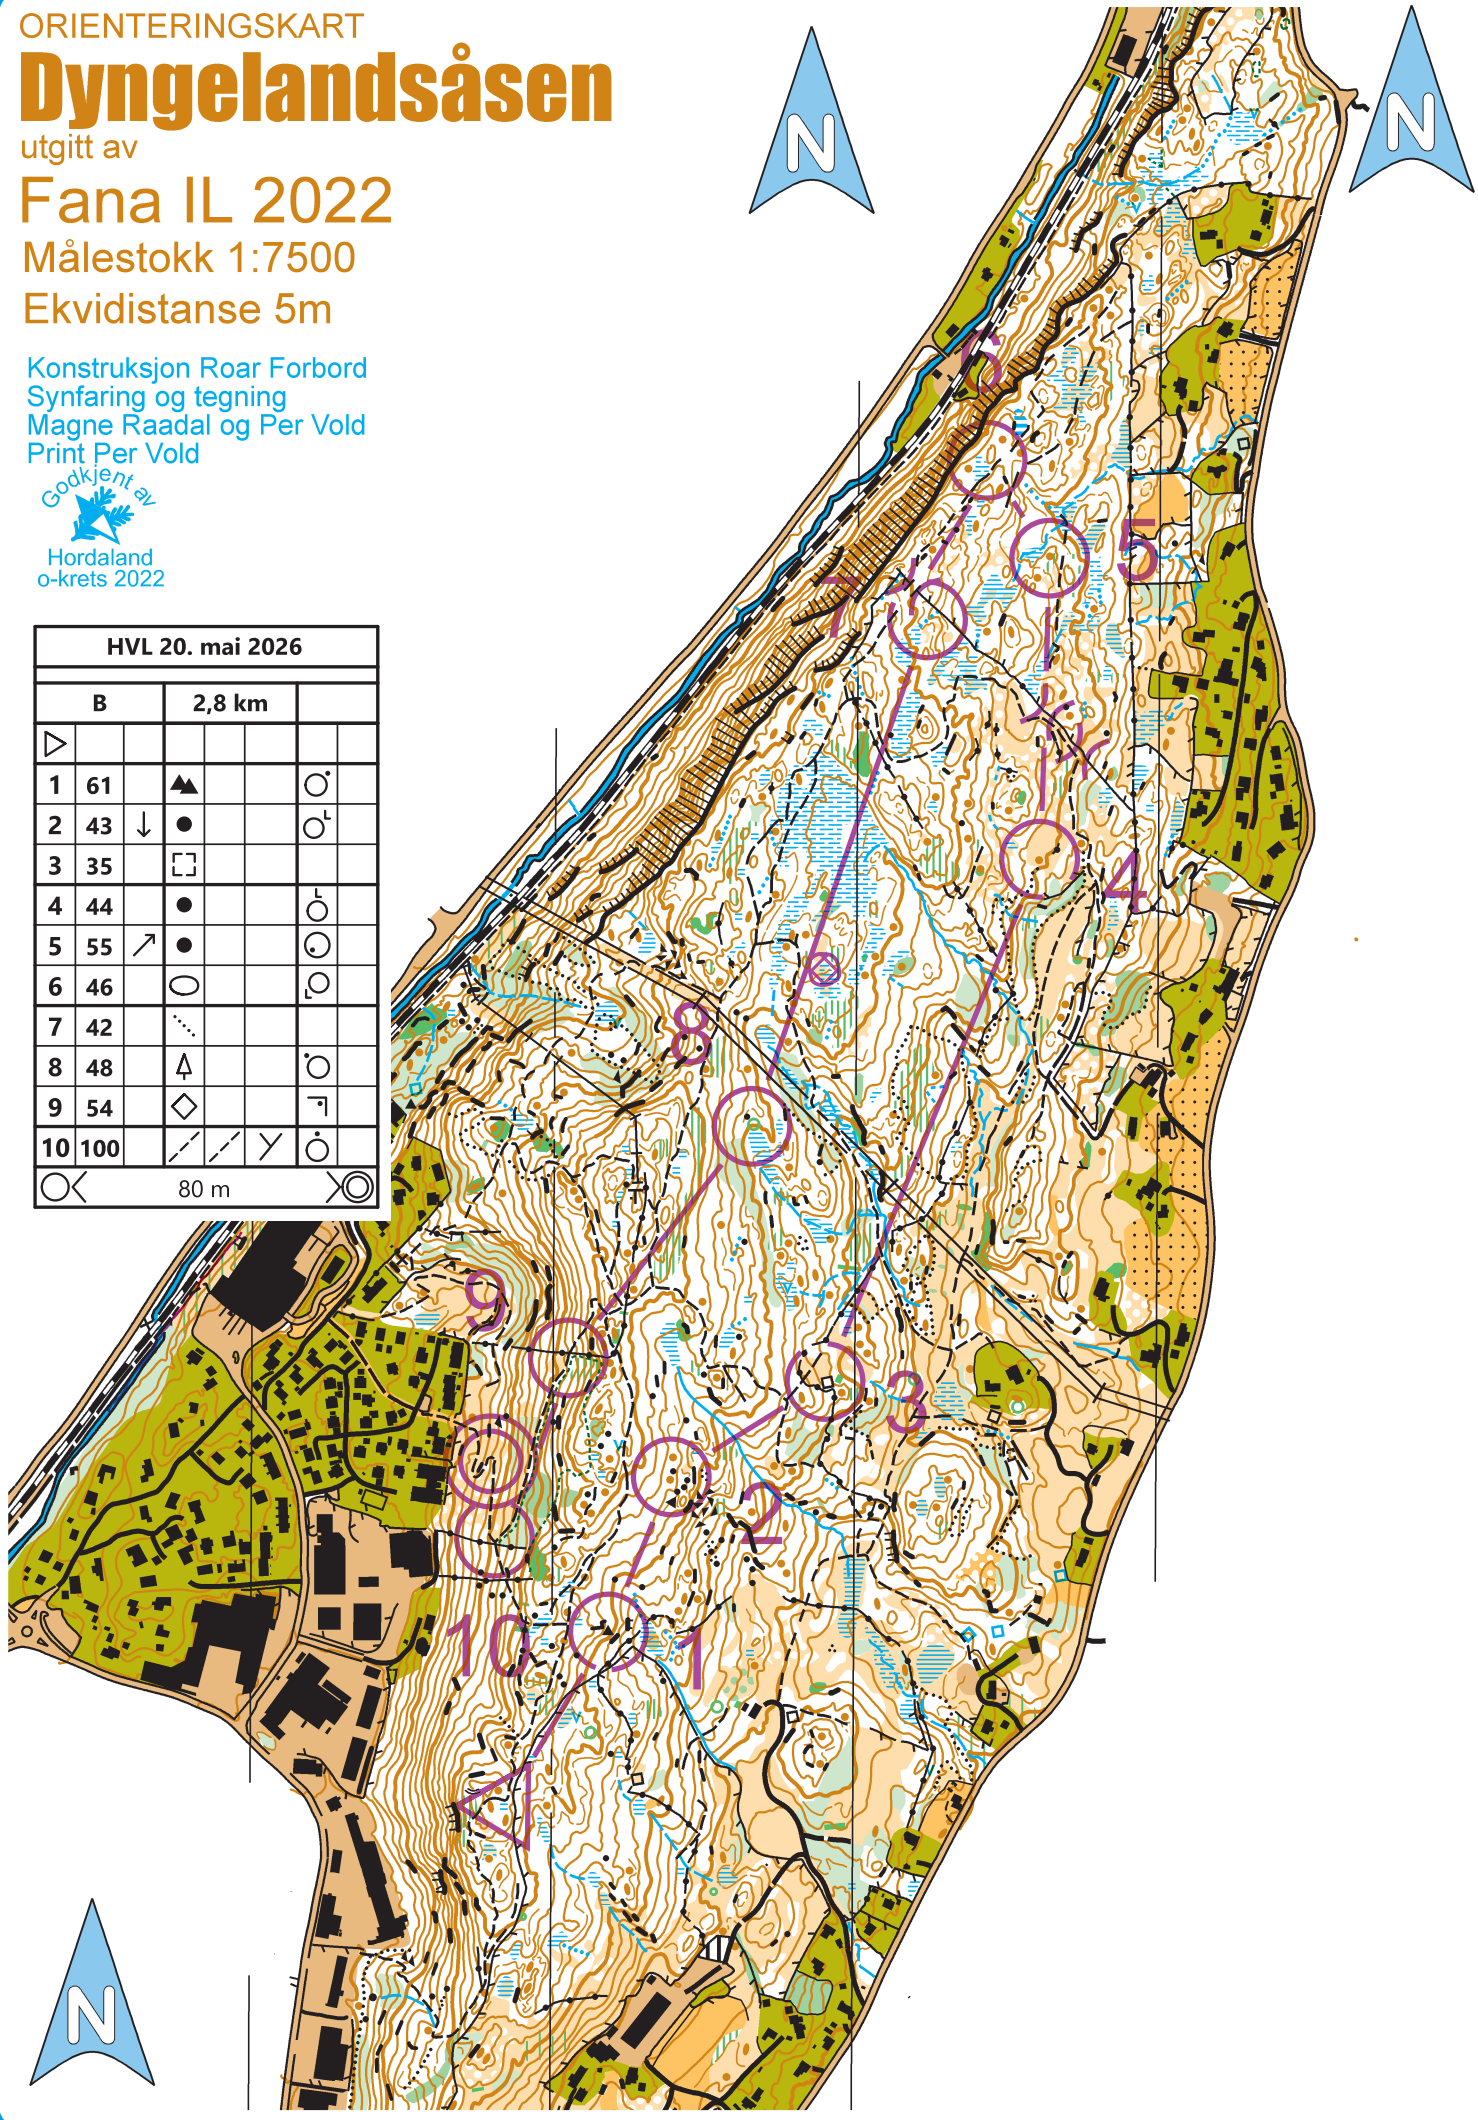 ORIENTERINGSKART
Dyngelandsåsen
utgitt av
Fana IL 2022
Målestokk 1:7500
Ekvidistanse 5m
Konstruksjon Roar Forbord
Synfaring og tegning
Magne Raadal og Per Vold
Print Per Vold
Godkjent av
Hordaland
o-krets 2022
N
N
HVL 20. mai 2026
B 2,8 km
1 61
2 43
3 35
4 44
5 55
6 46
7 42
8 48
9 54
10 100
80 m
6
5
7
4
8
9
3
2
10
1
N